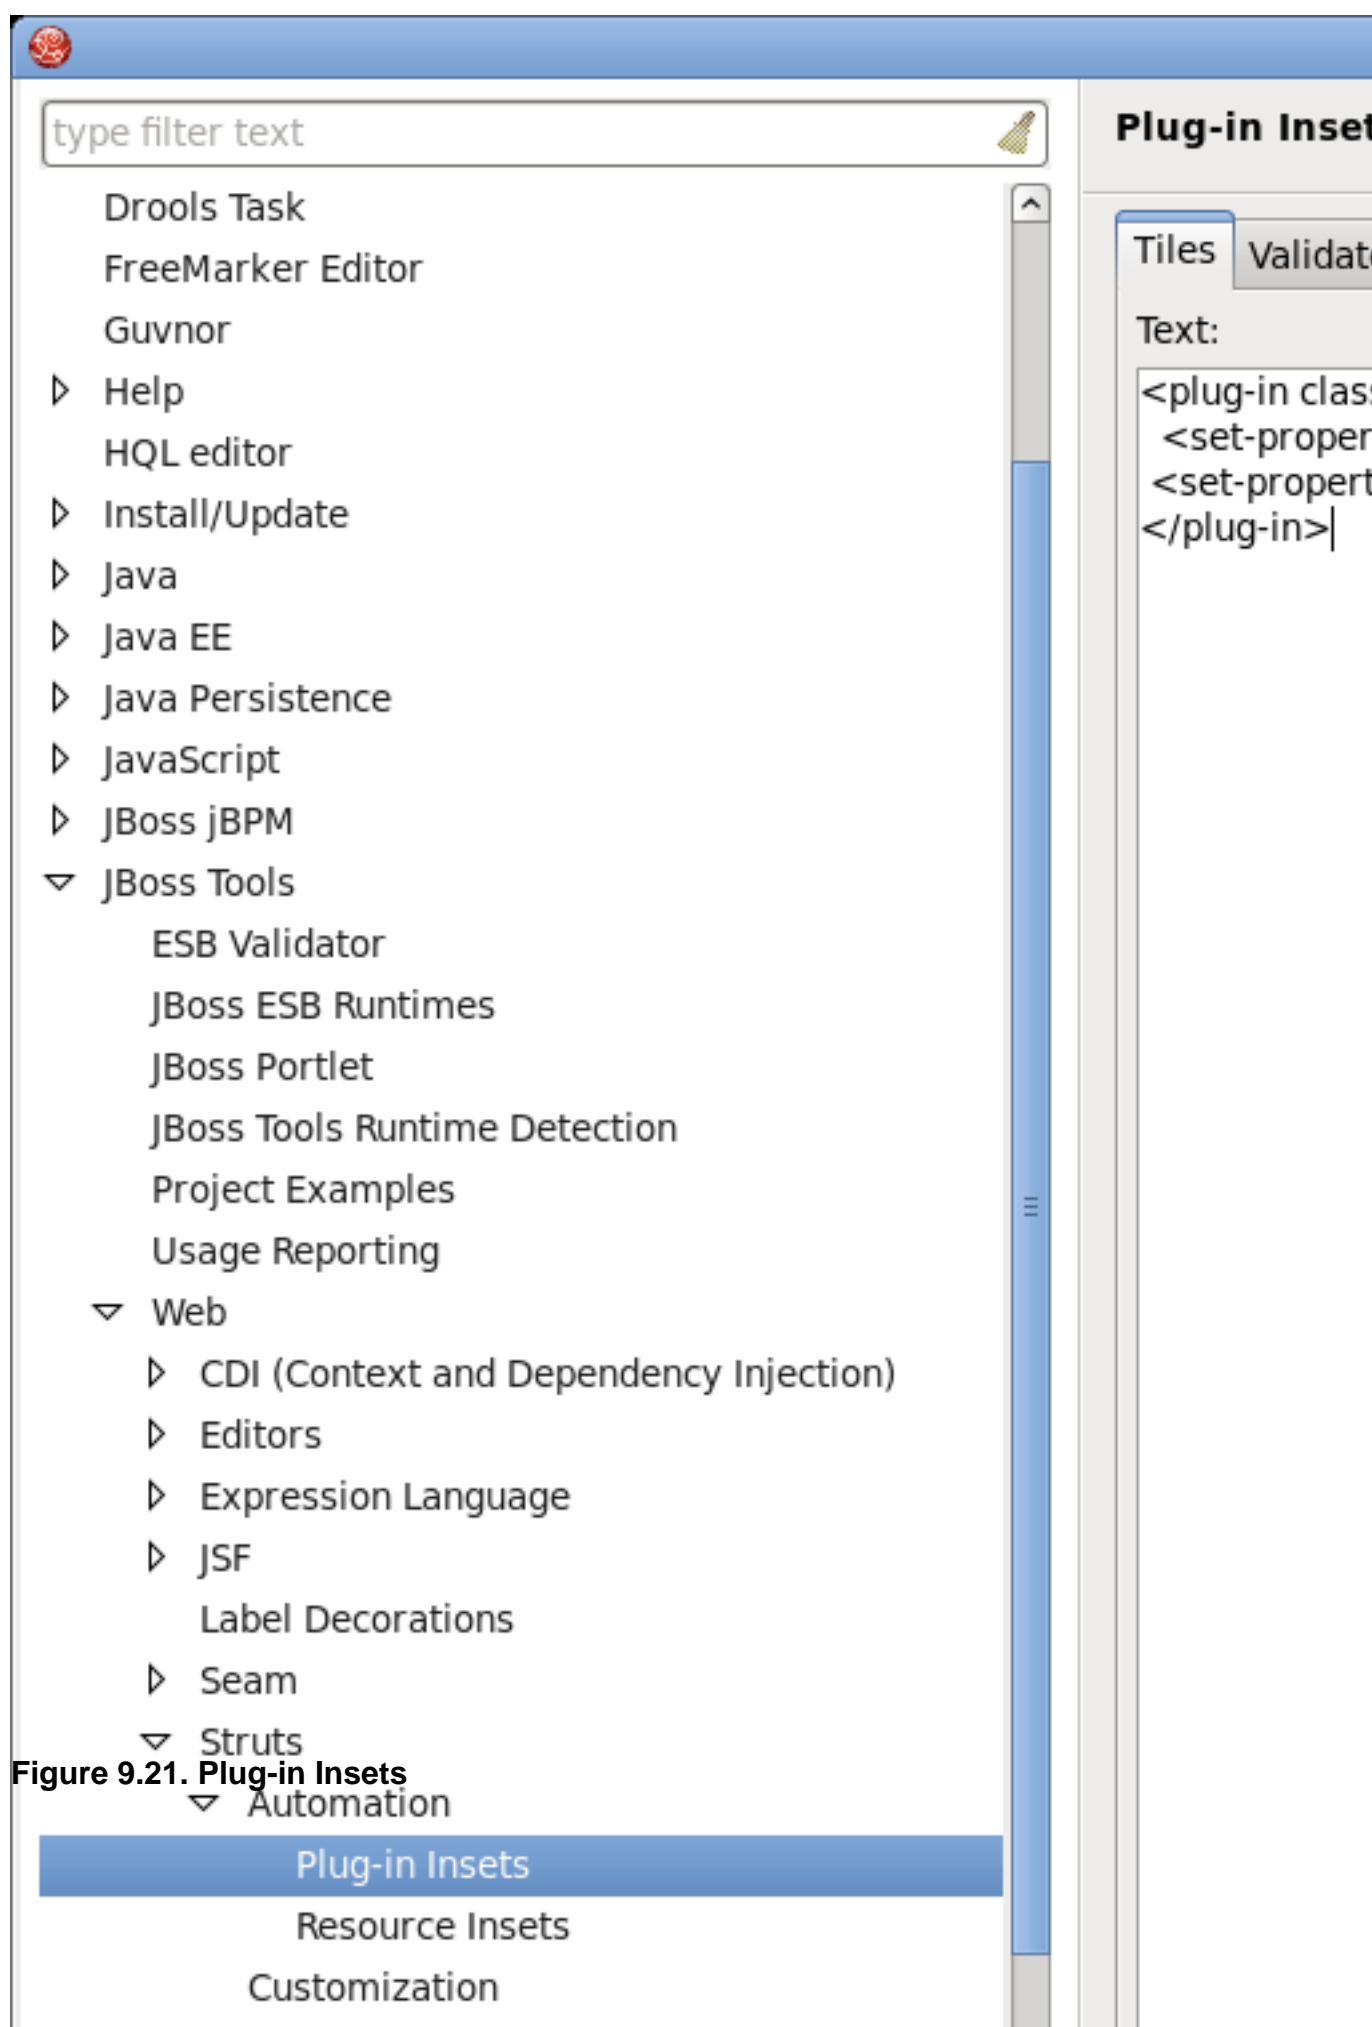 type filter text
Drools Task
FreeMarker Editor
Guvnor
Help
HQL editor
Install/Update
Java
Java EE
Java Persistence
JavaScript
JBoss jBPM
JBoss Tools
ESB Validator
JBoss ESB Runtimes
JBoss Portlet
JBoss Tools Runtime Detection
Project Examples
Usage Reporting
Web
CDI (Context and Dependency Injection)
Editors
Expression Language
JSF
Label Decorations
Seam
Struts
Figure 9.21. Plug-in Insets
Automation
Plug-in Insets
Resource Insets
Customization
Plug-in Inset
Tiles Validat
Text:
<plug-in clas
<set-proper
<set-propert
</plug-in>